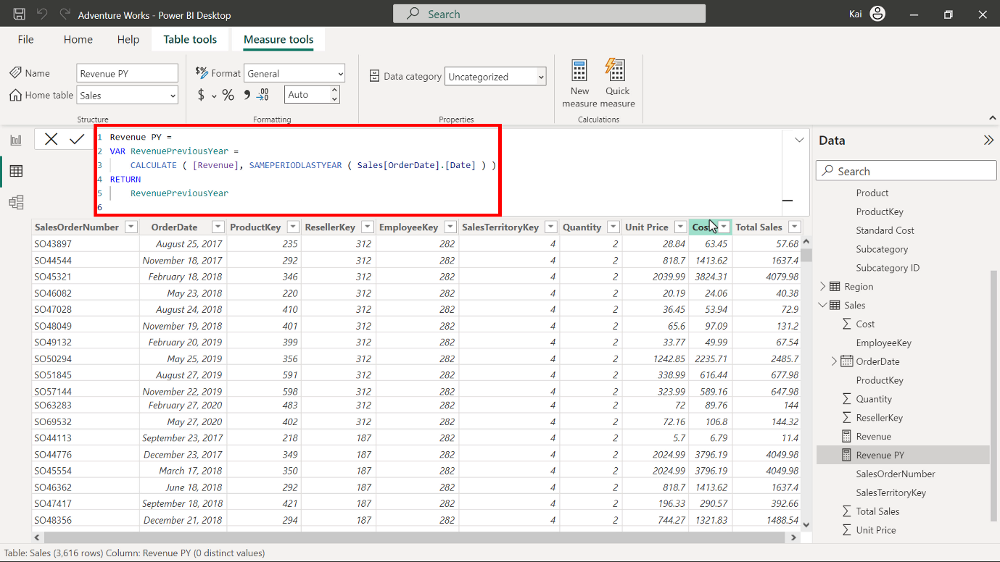 Adventure Works - Power BI Desktop
Search
Kai
File Home Help Table tools Measure tools
Name Revenue PY
Home table Sales
Structure
$% Format General
$ % , .00 Auto
Formatting
Data category Uncategorized
Properties
New measure
Quick measure
Calculations
1 Revenue PY =
2 VAR RevenuePreviousYear =
3 CALCULATE ( [Revenue], SAMEPERIODLASTYEAR ( Sales[OrderDate].[Date] ) )
4 RETURN
5 RevenuePreviousYear
6
SalesOrderNumber OrderDate ProductKey ResellerKey EmployeeKey SalesTerritoryKey Quantity Unit Price Cost Total Sales
SO43897 August 25, 2017 235 312 282 4 2 28.84 63.45 57.68
SO44544 November 18, 2017 292 312 282 4 2 818.7 1413.62 1637.4
SO45321 February 18, 2018 346 312 282 4 2 2039.99 3824.31 4079.98
SO46082 May 23, 2018 220 312 282 4 2 20.19 24.06 40.38
SO47028 August 24, 2018 410 312 282 4 2 36.45 53.94 72.9
SO48049 November 19, 2018 401 312 282 4 2 65.6 97.09 131.2
SO49132 February 20, 2019 399 312 282 4 2 33.77 49.99 67.54
SO50294 May 25, 2019 356 312 282 4 2 1242.85 2235.71 2485.7
SO51845 August 27, 2019 591 312 282 4 2 338.99 616.44 677.98
SO57144 November 22, 2019 598 312 282 4 2 323.99 589.16 647.98
SO63283 February 27, 2020 483 312 282 4 2 72 89.76 144
SO69532 May 27, 2020 402 312 282 4 2 72.16 106.8 144.32
SO44113 September 23, 2017 218 187 282 4 2 5.7 6.79 11.4
SO44776 December 23, 2017 349 187 282 4 2 2024.99 3796.19 4049.98
SO45554 March 18, 2018 350 187 282 4 2 2024.99 3796.19 4049.98
SO46362 June 18, 2018 292 187 282 4 2 818.7 1413.62 1637.4
SO47417 September 18, 2018 421 187 282 4 2 196.33 290.57 392.66
SO48356 December 21, 2018 294 187 282 4 2 744.27 1321.83 1488.54
Data
Search
Product
ProductKey
Standard Cost
Subcategory
Subcategory ID
Region
Sales
Cost
EmployeeKey
OrderDate
ProductKey
Quantity
ResellerKey
Revenue
Revenue PY
SalesOrderNumber
SalesTerritoryKey
Total Sales
Unit Price
Table: Sales (3,616 rows) Column: Revenue PY (0 distinct values)